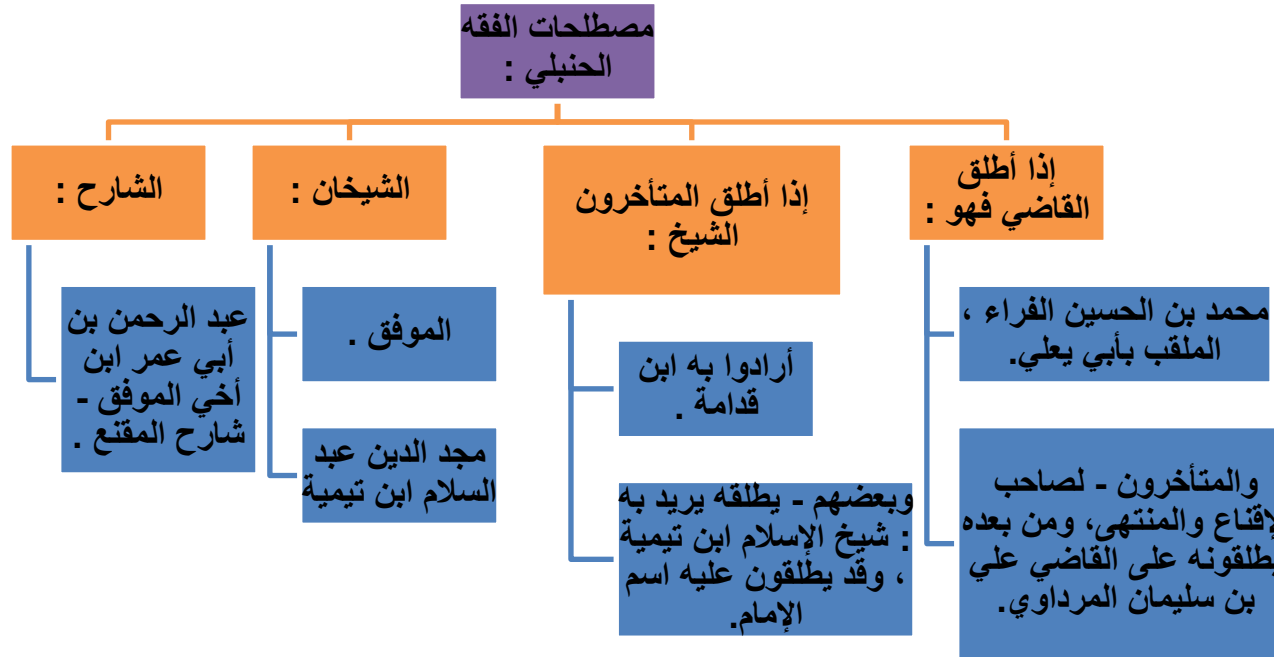 مصطلحات الفقه
الحنبلي :
إذا أطلق
القاضي فهو :
محمد بن الحسين الفراء ،
الملقب بأبي يعلي.
والمتأخرون - لصاحب
لإقناع والمنتهى، ومن بعده
يطلقونه على القاضي علي
بن سليمان المرداوي.
إذا أطلق المتأخرون
الشيخ :
أرادوا به ابن
قدامة .
وبعضهم - يطلقه يريد به
: شيخ الإسلام ابن تيمية
، وقد يطلقون عليه اسم
الإمام.
الشيخان :
الموفق .
مجد الدين عبد
السلام ابن تيمية
الشارح :
عبد الرحمن بن
أبي عمر ابن
أخي الموفق -
شارح المقنع .